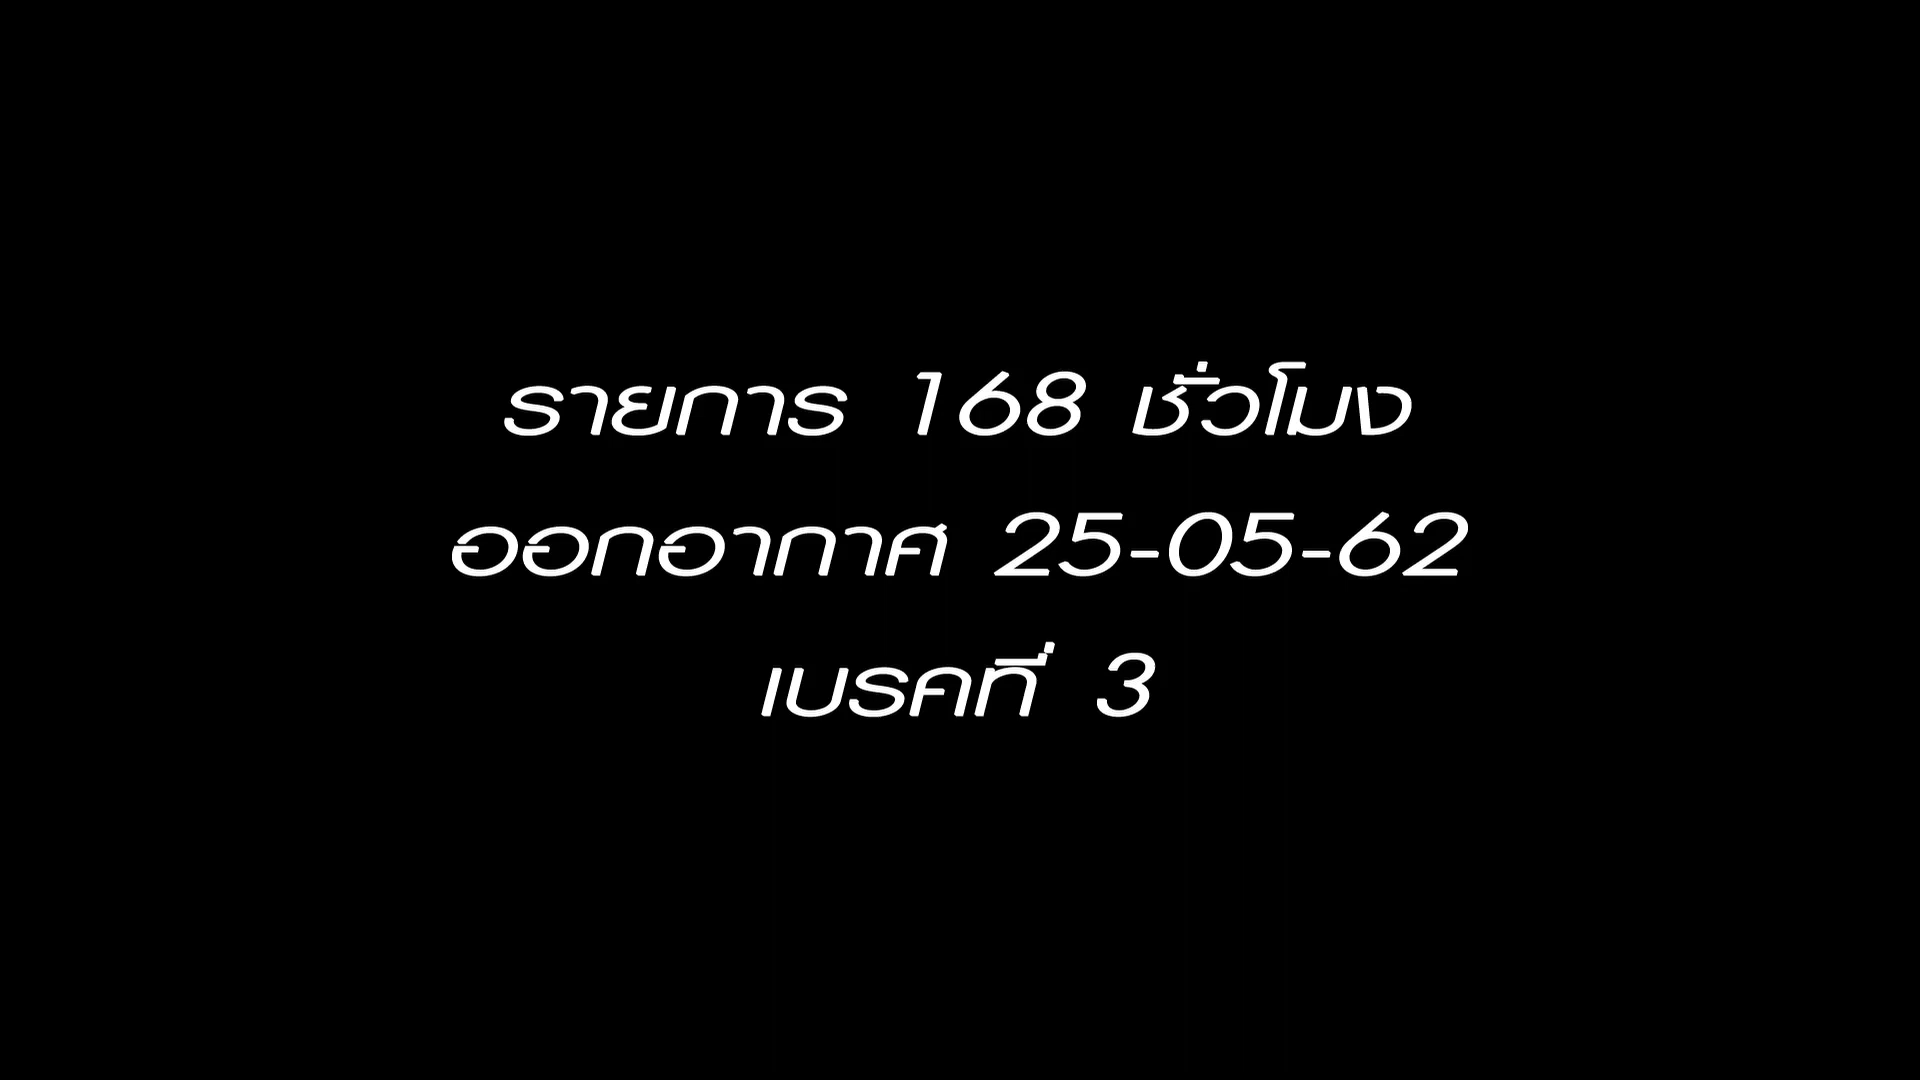 รายการ 168 ชั่วโมง
ออกอากาศ 25-05-62
เบรคที่ 3